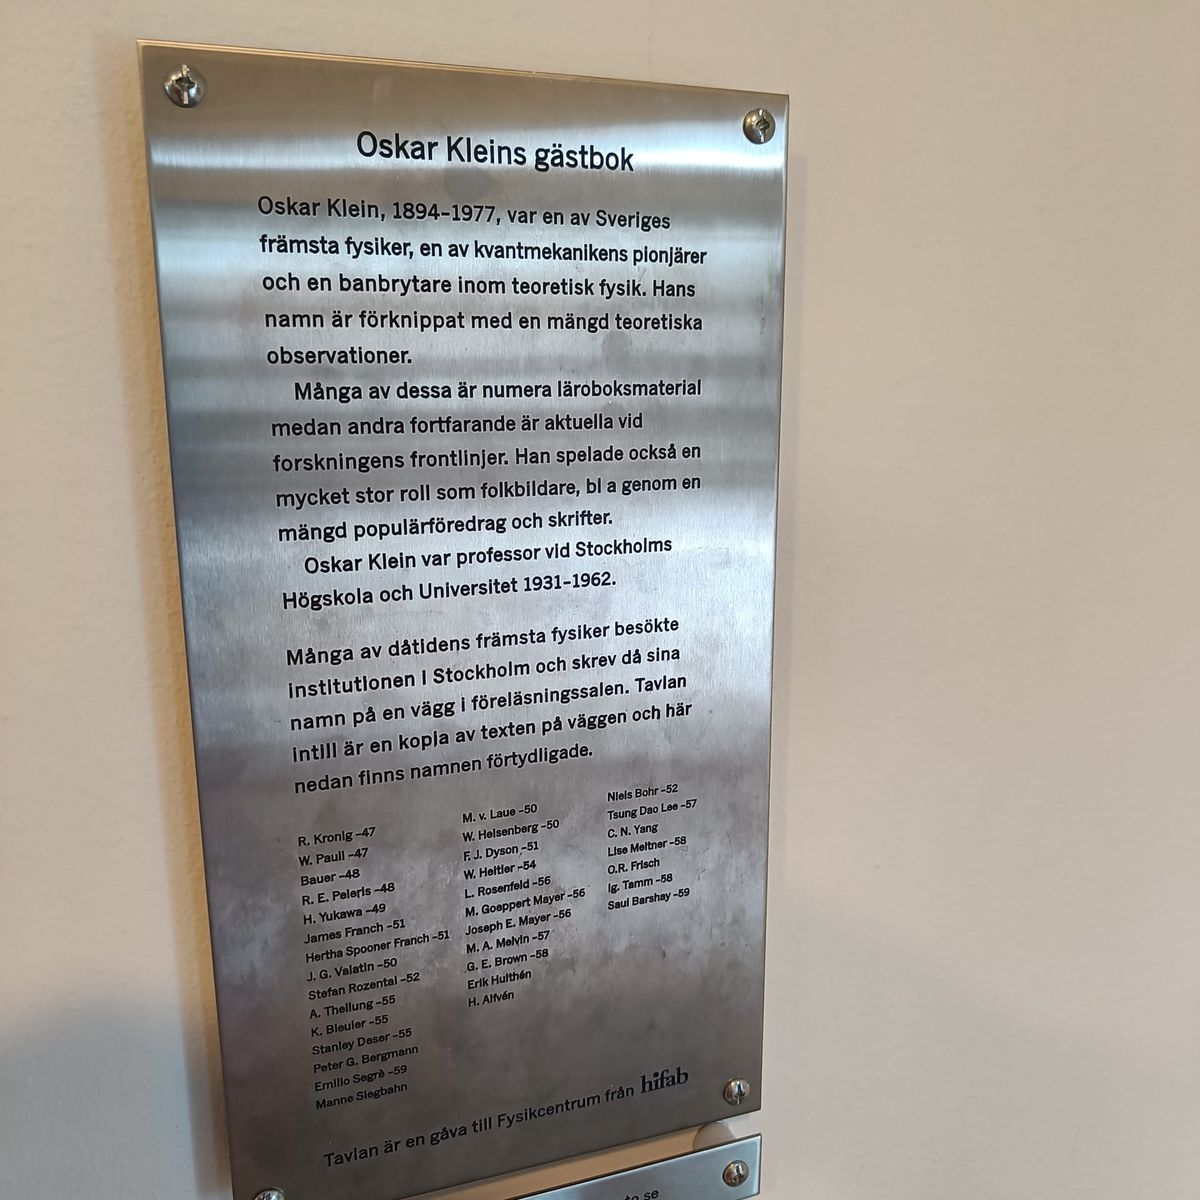 Oskar Kleins gästbok
Oskar Klein, 1894-1977, var en av Sveriges
främsta fysiker, en av kvantmekanikens pionjärer
och en banbrytare inom teoretisk fysik. Hans
namn är förknippat med en mängd teoretiska
observationer.
Många av dessa är numera läroboksmaterial
medan andra fortfarande är aktuella vid
forskningens frontlinjer. Han spelade också en
mycket stor roll som folkbildare, bl a genom en
mängd populärföredrag och skrifter.
Oskar Klein var professor vid Stockholms
Högskola och Universitet 1931-1962.
Många av dåtidens främsta fysiker besökte
institutionen i Stockholm och skrev då sina
namn på en vägg i föreläsningssalen. Tavlan
intill är en kopia av texten på väggen och här
nedan finns namnen förtydligade.
R. Kronig -47
W. Pauli -47
Bauer -48
R. E. Peierls -48
H. Yukawa -49
James Franch -51
Hertha Spooner Franch -51
J. G. Valatin -50
Stefan Rozental -52
A. Thellung -55
K. Bleuler -55
Stanley Deser -55
Peter G. Bergmann
Emilio Segrè -59
Manne Siegbahn
M. v. Laue -50
W. Heisenberg -50
F. J. Dyson -51
W. Heitler -54
L. Rosenfeld -56
M. Goeppert Mayer -56
Joseph E. Mayer -56
M. A. Melvin -57
G. E. Brown -58
Erik Hulthén
H. Alfvén
Niels Bohr -52
Tsung Dao Lee -57
C. N. Yang
Lise Meitner -58
O.R. Frisch
Ig. Tamm -58
Saul Barshay -59
Tavlan är en gåva till Fysikcentrum från hifab
se